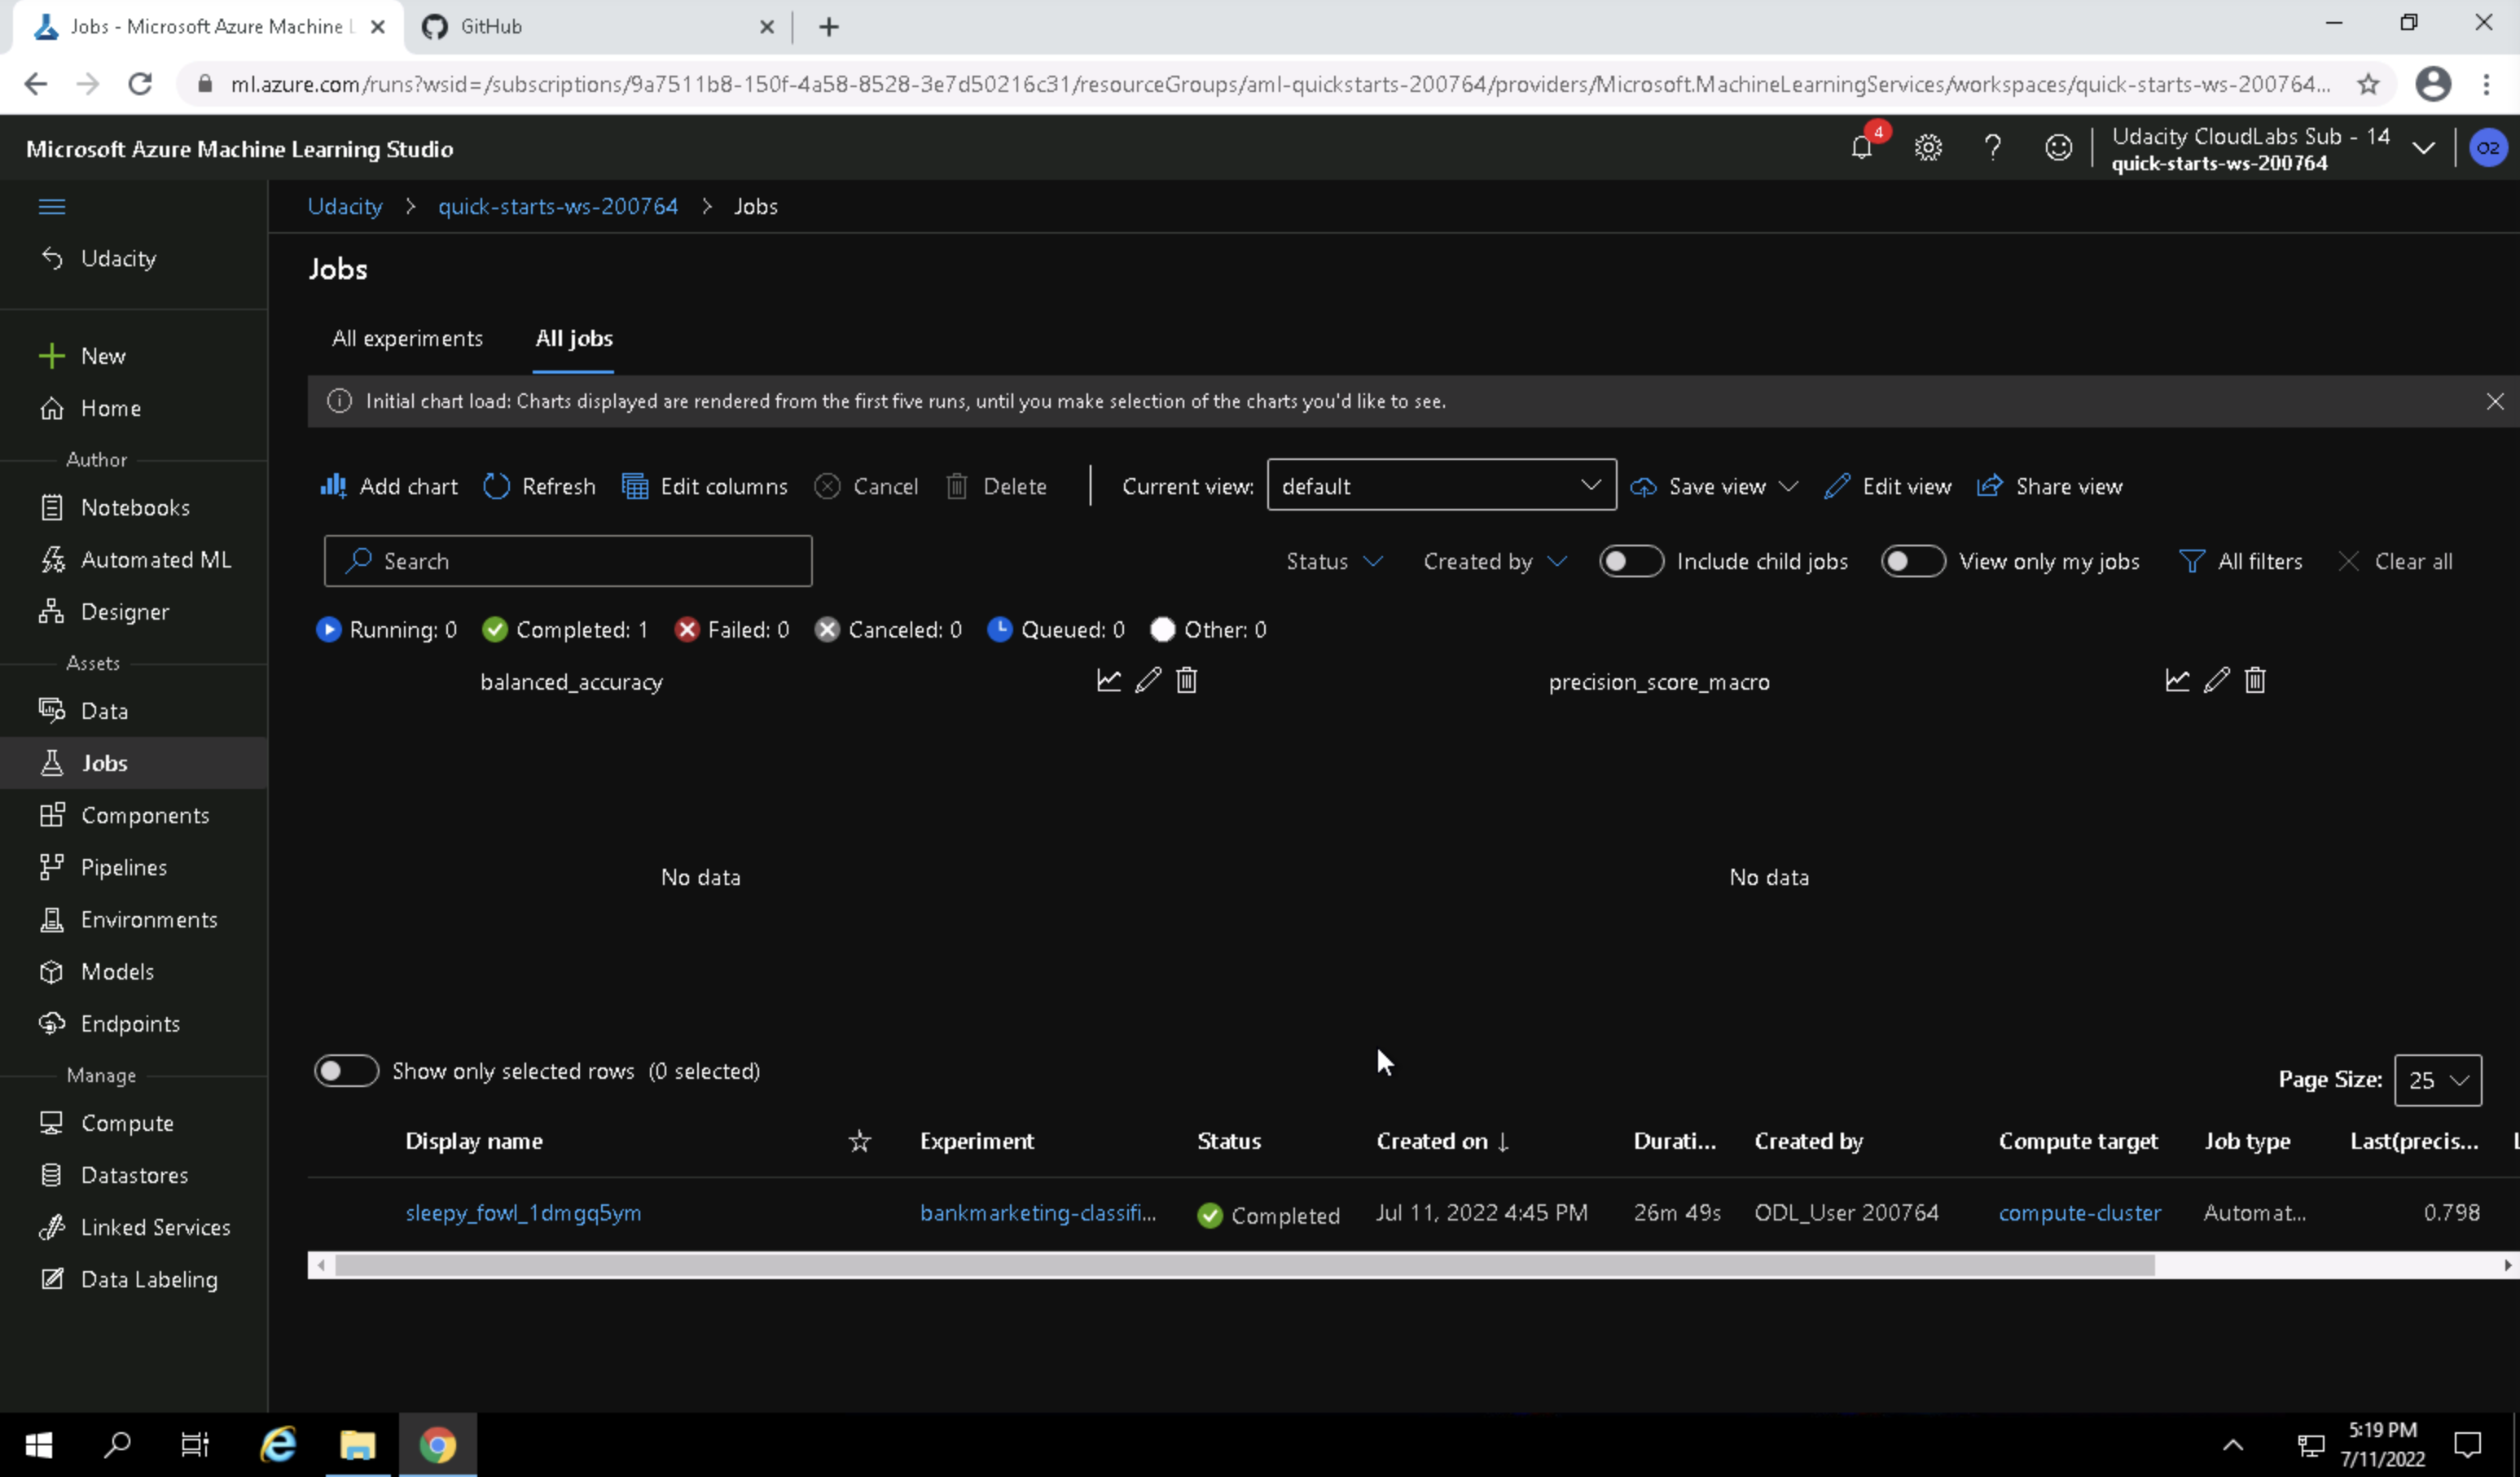 Jobs - Microsoft Azure Machine L
GitHub
ml.azure.com/runs?wsid=/subscriptions/9a7511b8-150f-4a58-8528-3e7d50216c31/resourceGroups/aml-quickstarts-200764/providers/Microsoft.MachineLearningServices/workspaces/quick-starts-ws-200764...
Microsoft Azure Machine Learning Studio
4
Udacity CloudLabs Sub - 14
quick-starts-ws-200764
O2
Udacity
New
Home
Author
Notebooks
Automated ML
Designer
Assets
Data
Jobs
Components
Pipelines
Environments
Models
Endpoints
Manage
Compute
Datastores
Linked Services
Data Labeling
Udacity > quick-starts-ws-200764 > Jobs
Jobs
All experiments All jobs
Initial chart load: Charts displayed are rendered from the first five runs, until you make selection of the charts you'd like to see.
Add chart Refresh Edit columns Cancel Delete Current view: default Save view Edit view Share view
Search Status Created by Include child jobs View only my jobs All filters Clear all
Running: 0 Completed: 1 Failed: 0 Canceled: 0 Queued: 0 Other: 0
balanced_accuracy precision_score_macro
No data No data
Show only selected rows (0 selected) Page Size: 25
Display name Experiment Status Created on ↓ Durati... Created by Compute target Job type Last(precis...
sleepy_fowl_1dmgq5ym bankmarketing-classifi... Completed Jul 11, 2022 4:45 PM 26m 49s ODL_User 200764 compute-cluster Automat... 0.798
5:19 PM
7/11/2022